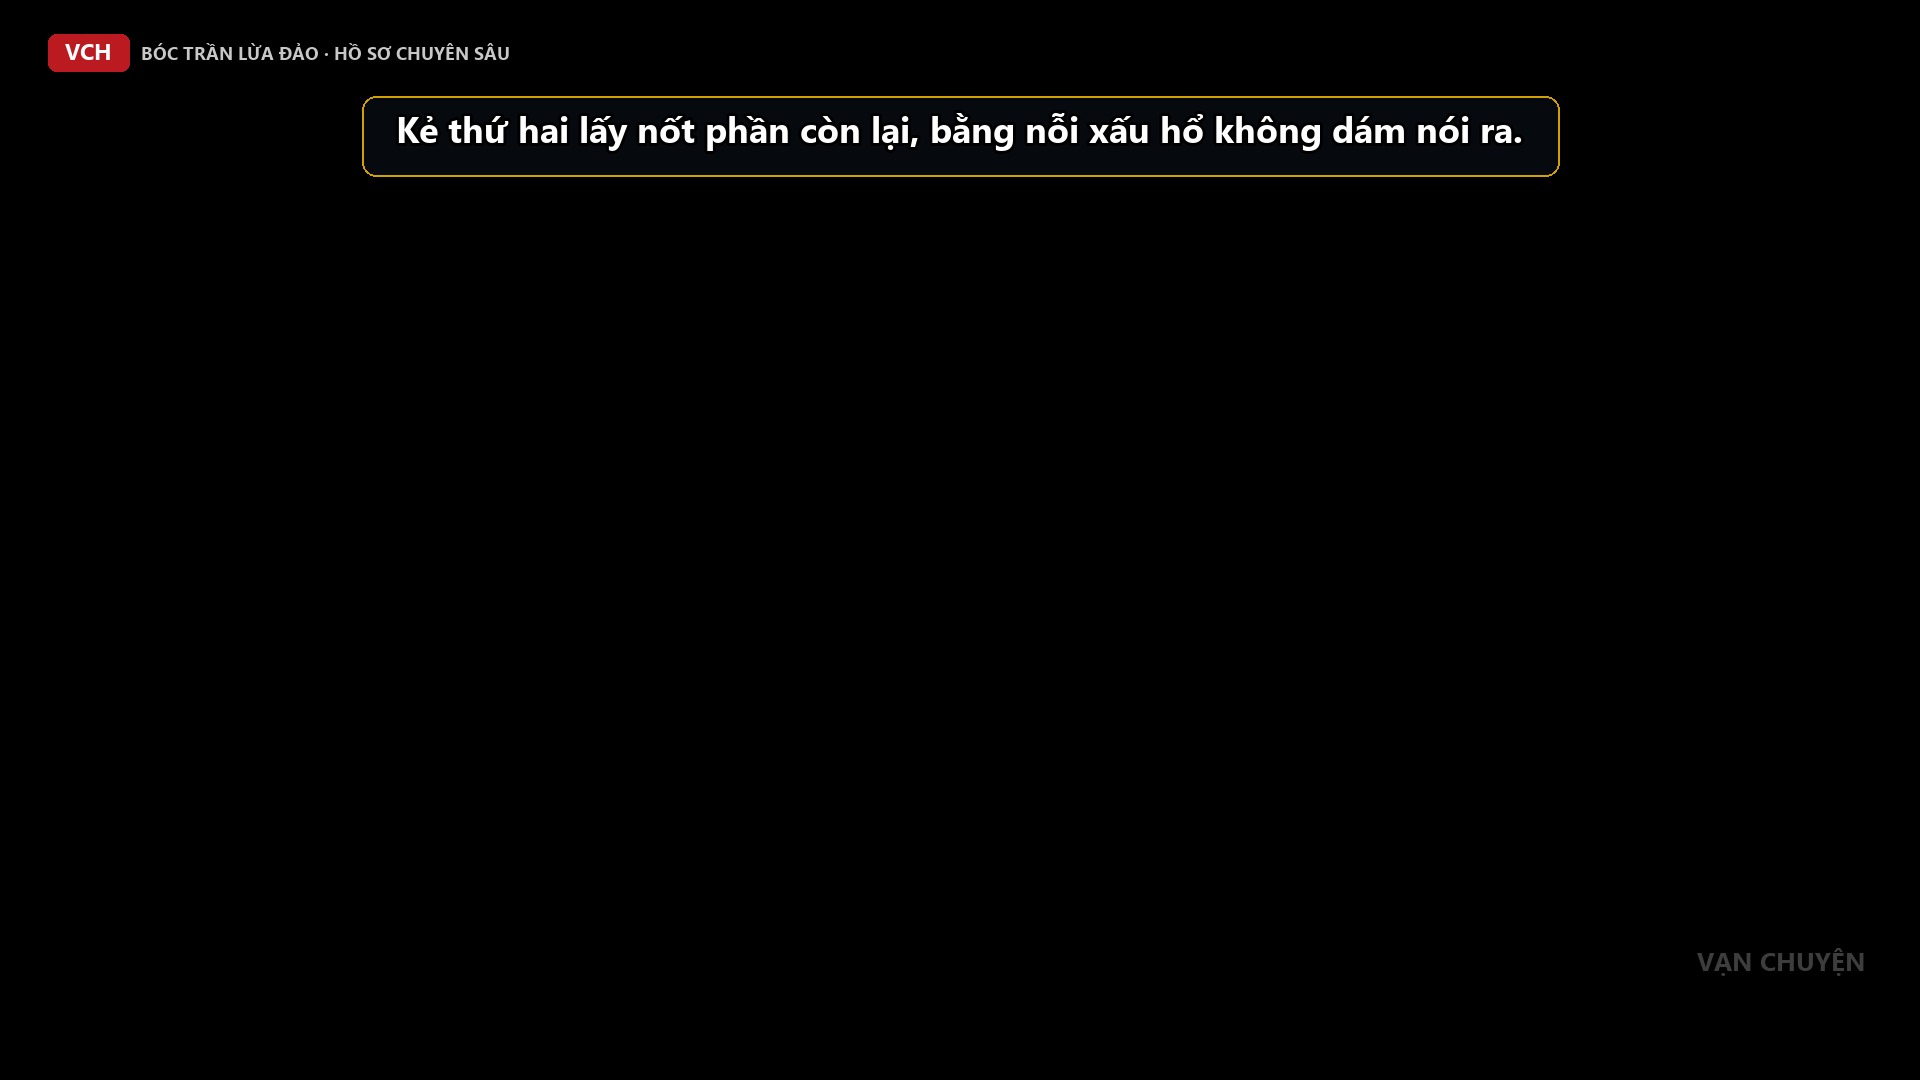 VCH BÓC TRẦN LỪA ĐẢO · HỒ SƠ CHUYÊN SÂU
Kẻ thứ hai lấy nốt phần còn lại, bằng nỗi xấu hổ không dám nói ra.
VẠN CHUYỆN